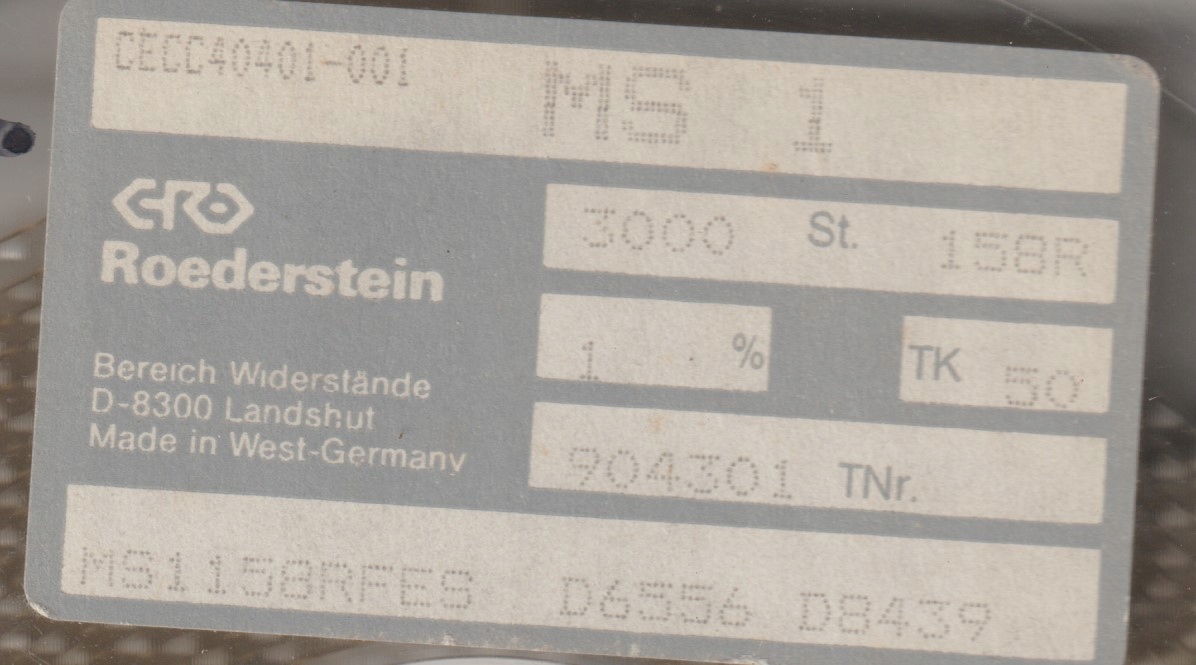 CECC40401-001
MS 1
ERO
Roederstein
3000 St. 158R
1 % TK 50
Bereich Widerstände
D-8300 Landshut
Made in West-Germany
904301 TNr.
MS1158RFES D6556 D8439